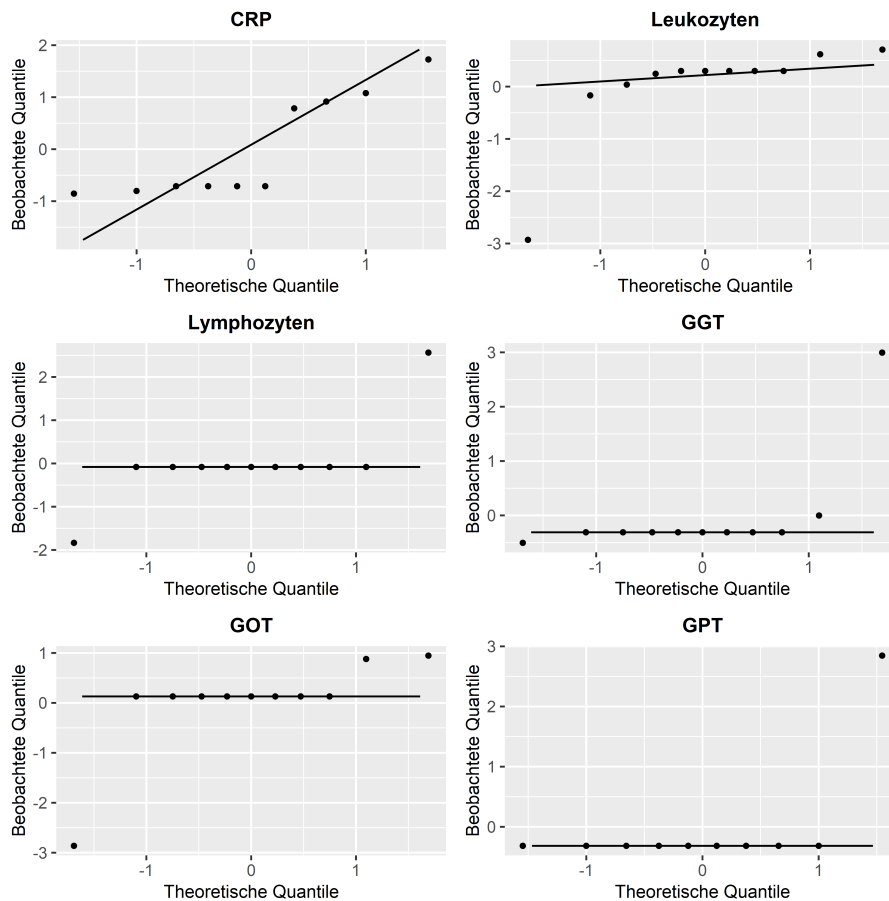 CRP
2
1
0
-1
Beobachtete Quantile
-1
0
1
Theoretische Quantile
Leukozyten
0
-1
-2
-3
Beobachtete Quantile
-1
0
1
Theoretische Quantile
Lymphozyten
2
1
0
-1
-2
Beobachtete Quantile
-1
0
1
Theoretische Quantile
GGT
3
2
1
0
Beobachtete Quantile
-1
0
1
Theoretische Quantile
GOT
1
0
-1
-2
-3
Beobachtete Quantile
-1
0
1
Theoretische Quantile
GPT
3
2
1
0
Beobachtete Quantile
-1
0
1
Theoretische Quantile